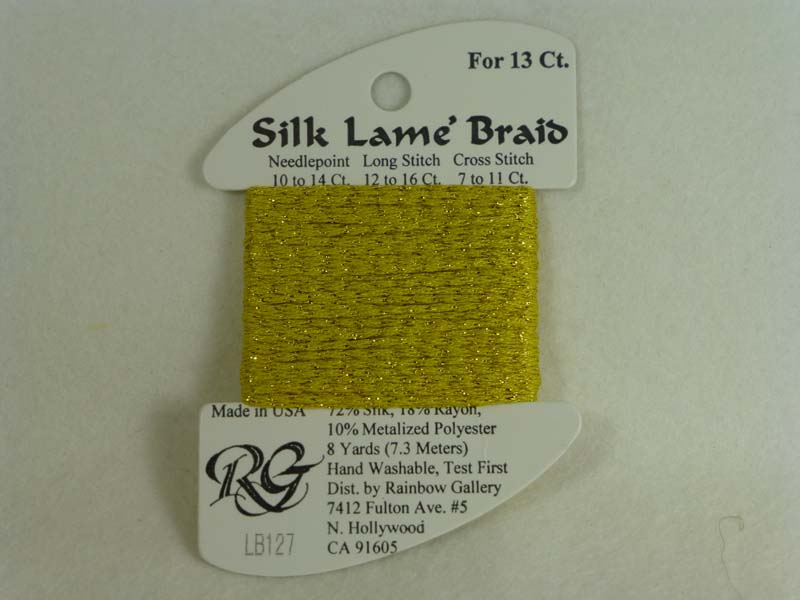 For 13 Ct.
Silk Lame' Braid
Needlepoint Long Stitch Cross Stitch
10 to 14 Ct. 12 to 16 Ct. 7 to 11 Ct.
Made in USA 72% Silk, 18% Rayon,
10% Metalized Polyester
8 Yards (7.3 Meters)
Hand Washable, Test First
Dist. by Rainbow Gallery
7412 Fulton Ave. #5
N. Hollywood
CA 91605
RG
LB127